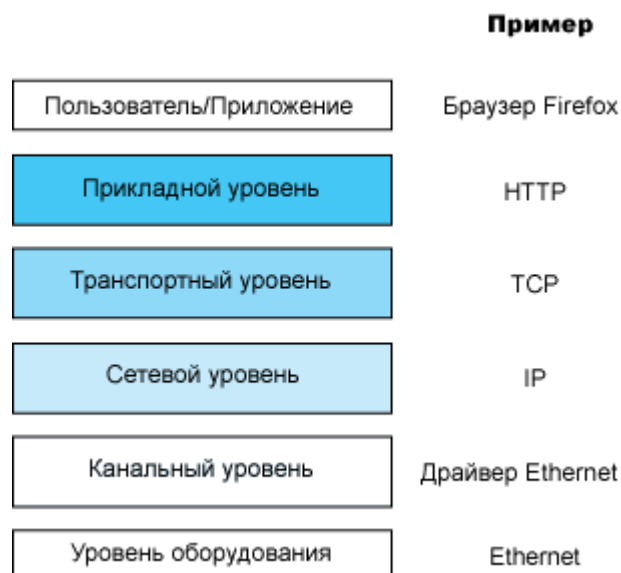 Пример
Пользователь/Приложение Браузер Firefox
Прикладной уровень HTTP
Транспортный уровень TCP
Сетевой уровень IP
Канальный уровень Драйвер Ethernet
Уровень оборудования Ethernet